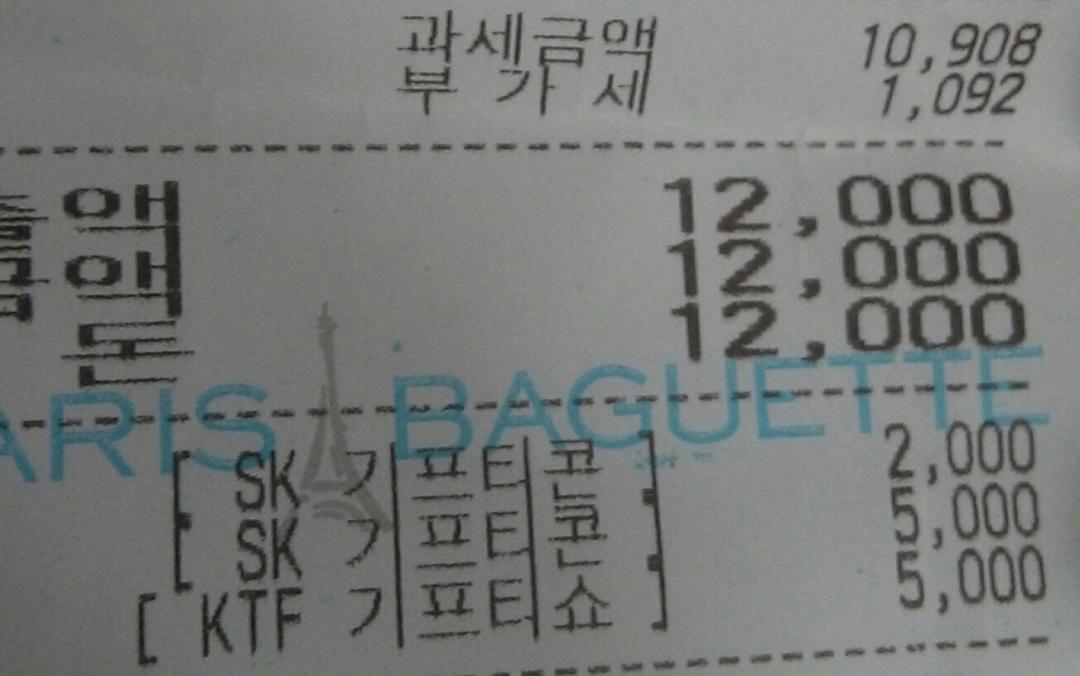 과세금액 10,908
부 가 세 1,092
12,000
12,000
돈 12,000
PARIS BAGUETTE
[ SK 기프티콘 ] 2,000
[ SK 기프티콘 ] 5,000
[ KTF 기프티쇼 ] 5,000